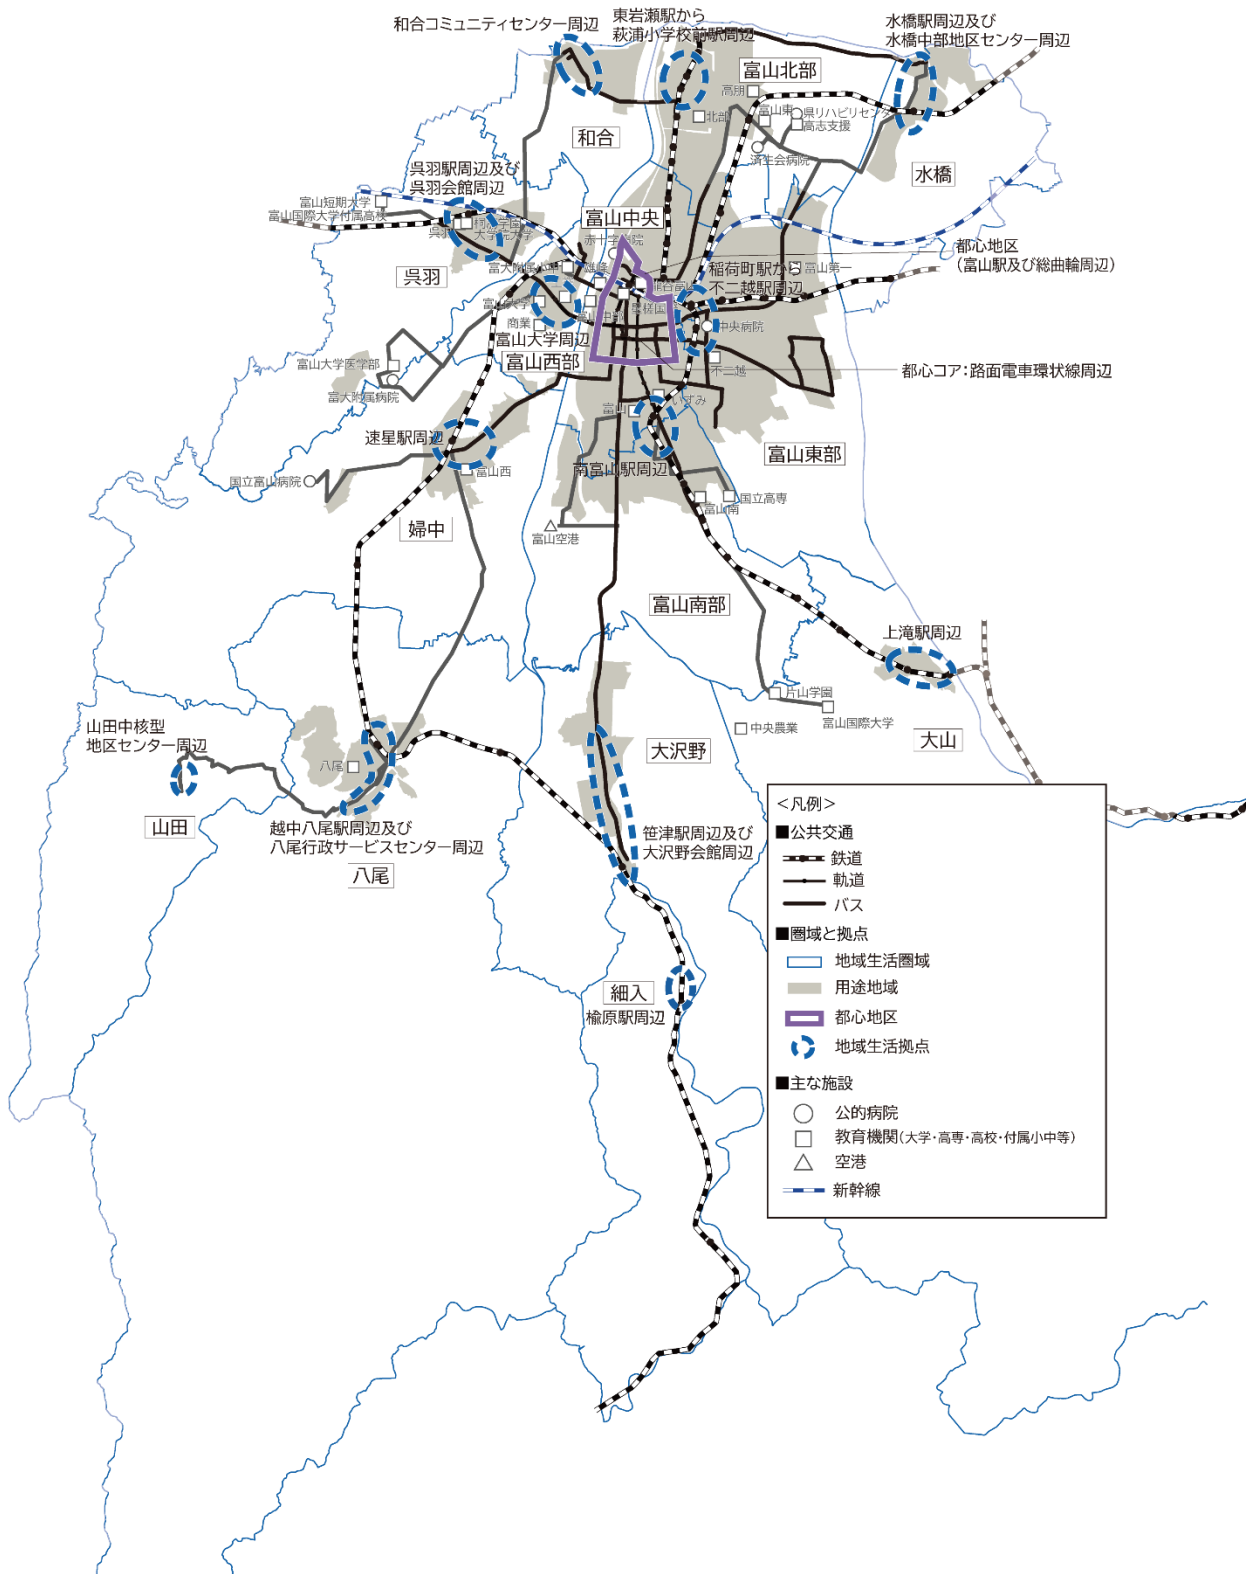 和合コミュニティセンター周辺
東岩瀬駅から
萩浦小学校前駅周辺
水橋駅周辺及び
水橋中部地区センター周辺
富山北部
高朋
北部
富山東
県リハビリセンター
高志支援
済生会病院
和合
水橋
呉羽駅周辺及び
呉羽会館周辺
富山短期大学
富山国際大学付属高校
呉羽
大学院大学
富山中央
赤十字病院
都心地区
(富山駅及び総曲輪周辺)
稲荷町駅から
不二越駅周辺
富山第一
呉羽
雄峰
富山中部
商業
中央病院
富山大学周辺
富山西部
不二越
都心コア:路面電車環状線周辺
富山大学医学部
富大附属病院
いずみ
富山
速星駅周辺
富山東部
南富山駅周辺
富山西
国立富山病院
国立高専
富山南
婦中
富山空港
富山南部
上滝駅周辺
片山学園
富山国際大学
中央農業
大山
山田中核型
地区センター周辺
八尾
大沢野
山田
越中八尾駅周辺及び
八尾行政サービスセンター周辺
八尾
笹津駅周辺及び
大沢野会館周辺
細入
楡原駅周辺
<凡例>
■公共交通
鉄道
軌道
バス
■圏域と拠点
地域生活圏域
用途地域
都心地区
地域生活拠点
■主な施設
公的病院
教育機関(大学・高専・高校・付属小中等)
空港
新幹線